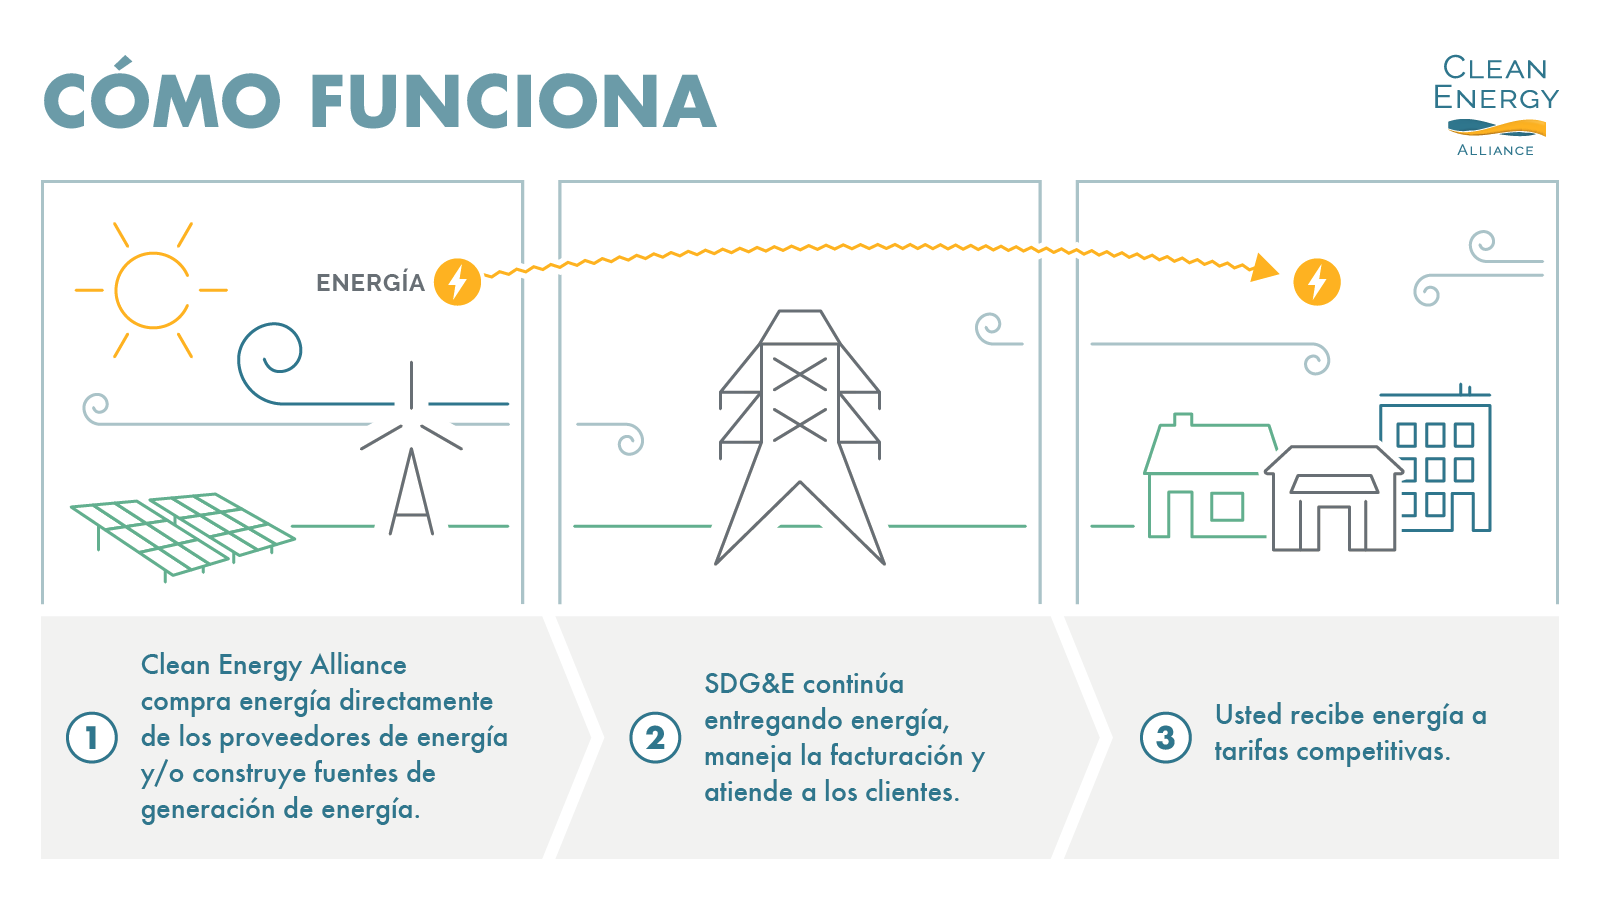 CÓMO FUNCIONA
CLEAN
ENERGY
ALLIANCE
ENERGÍA
1
Clean Energy Alliance
compra energía directamente
de los proveedores de energía
y/o construye fuentes de
generación de energía.
2
SDG&E continúa
entregando energía,
maneja la facturación y
atiende a los clientes.
3
Usted recibe energía a
tarifas competitivas.